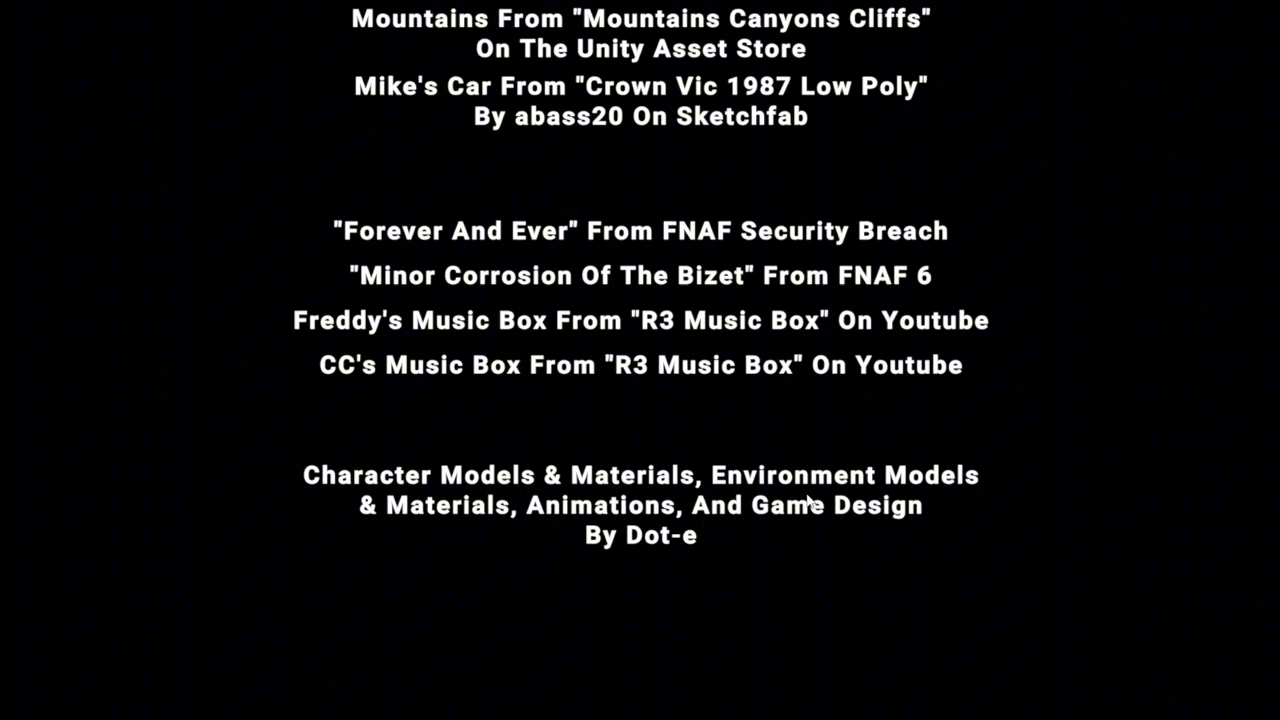 Mountains From "Mountains Canyons Cliffs"
On The Unity Asset Store
Mike's Car From "Crown Vic 1987 Low Poly"
By abass20 On Sketchfab
"Forever And Ever" From FNAF Security Breach
"Minor Corrosion Of The Bizet" From FNAF 6
Freddy's Music Box From "R3 Music Box" On Youtube
CC's Music Box From "R3 Music Box" On Youtube
Character Models & Materials, Environment Models
& Materials, Animations, And Game Design
By Dot-e